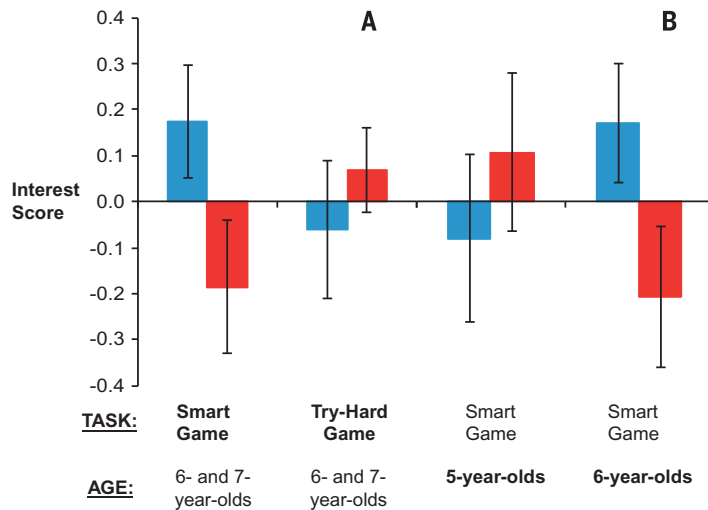 A
B
0.4
0.3
0.2
0.1
0.0
-0.1
-0.2
-0.3
-0.4
Interest
Score
TASK:
Smart
Game
Try-Hard
Game
Smart
Game
Smart
Game
AGE:
6- and 7-
year-olds
6- and 7-
year-olds
5-year-olds
6-year-olds